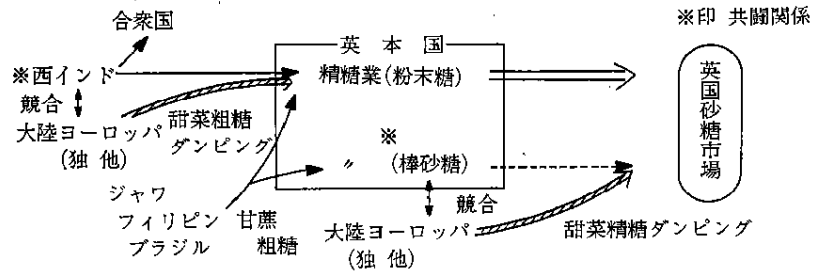 ※印 共闘関係
合衆国
英本国
※西インド
精糖業(粉末糖)
競合
大陸ヨーロッパ
(独 他)
甜菜粗糖
ダンピング
※
〃 (棒砂糖)
英国砂糖市場
ジャワ
フィリピン
ブラジル
甘蔗
粗糖
競合
大陸ヨーロッパ
(独 他)
甜菜精糖ダンピング